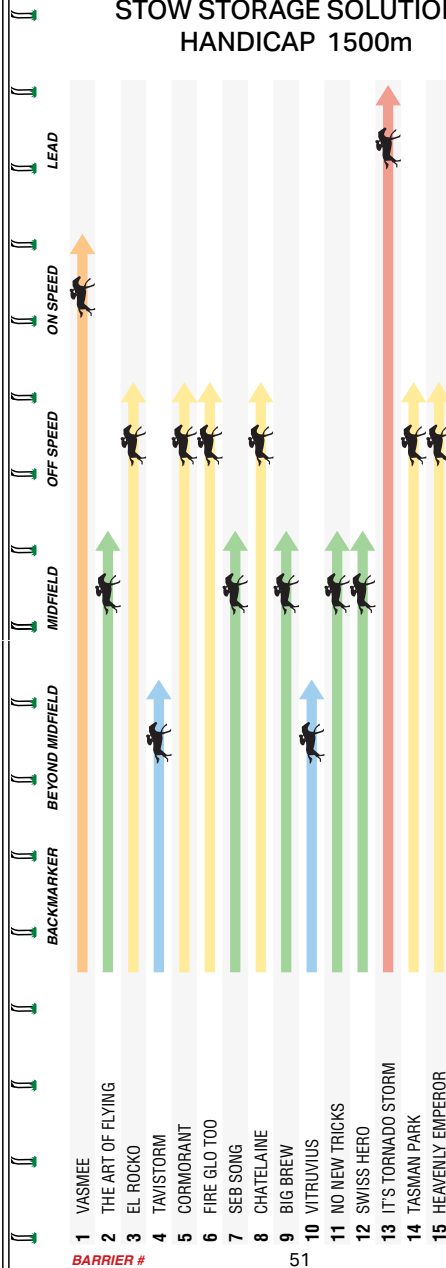 STOW STORAGE SOLUTION
HANDICAP 1500m
LEAD
ON SPEED
OFF SPEED
MIDFIELD
BEYOND MIDFIELD
BACKMARKER
1 VASMEE
2 THE ART OF FLYING
3 EL ROCKO
4 TAVISTORM
5 CORMORANT
6 FIRE GLO TOO
7 SEB SONG
8 CHATELAINE
9 BIG BREW
10 VITRUVIUS
11 NO NEW TRICKS
12 SWISS HERO
13 IT'S TORNADO STORM
14 TASMAN PARK
15 HEAVENLY EMPEROR
BARRIER #
51